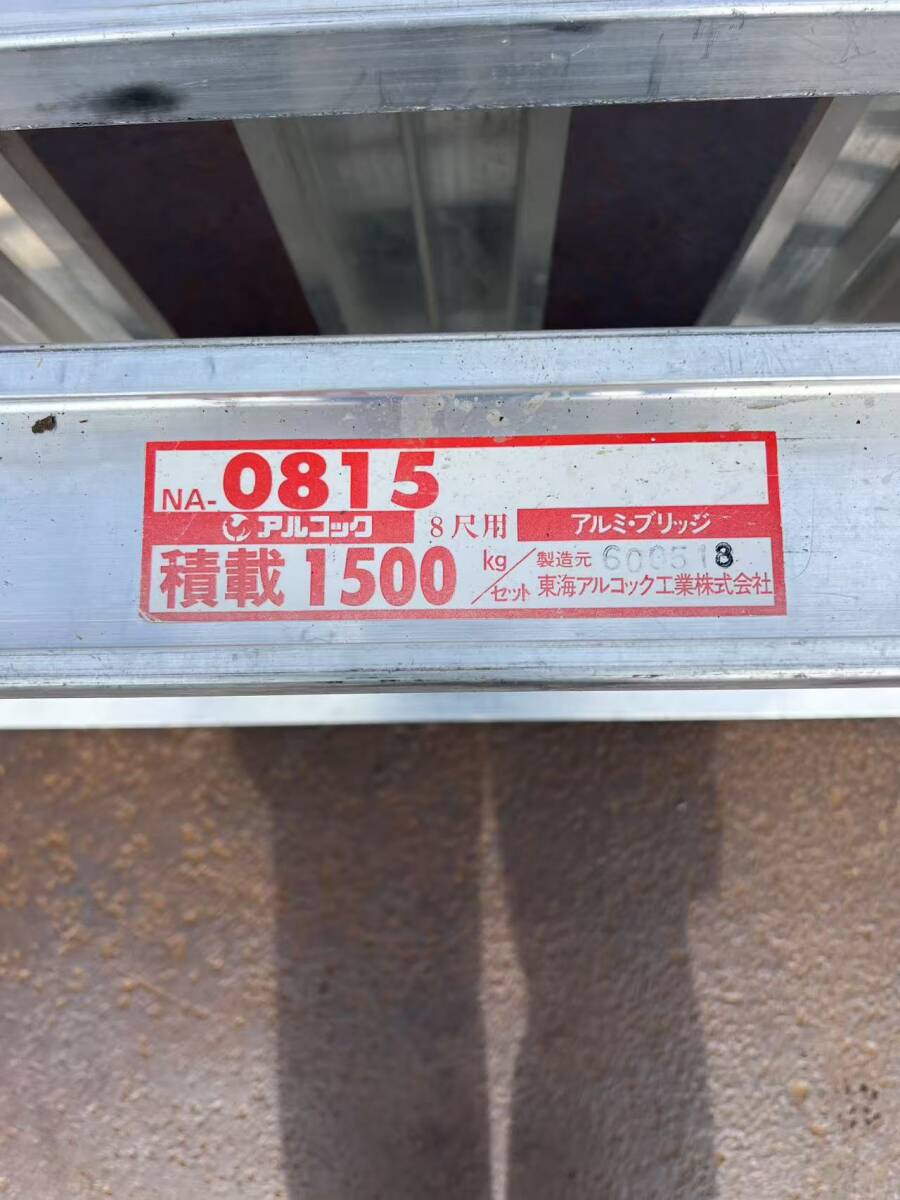 NA-0815
アルコック 8尺用 アルミ・ブリッジ
積載 1500 kg/セット
製造元
東海アルコック工業株式会社